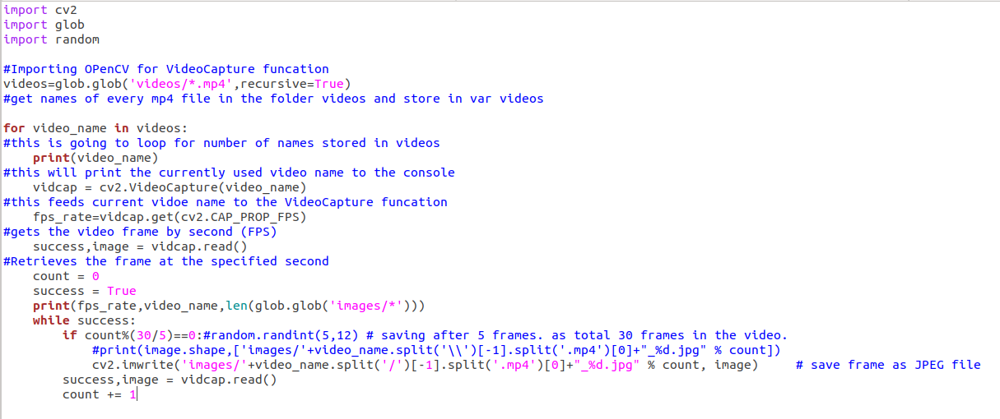 import cv2
import glob
import random
#Importing OPenCV for VideoCapture funcation
videos=glob.glob('videos/*.mp4',recursive=True)
#get names of every mp4 file in the folder videos and store in var videos
for video_name in videos:
#this is going to loop for number of names stored in videos
    print(video_name)
#this will print the currently used video name to the console
    vidcap = cv2.VideoCapture(video_name)
#this feeds current vidoe name to the VideoCapture funcation
    fps_rate=vidcap.get(cv2.CAP_PROP_FPS)
#gets the video frame by second (FPS)
    success,image = vidcap.read()
#Retrieves the frame at the specified second
    count = 0
    success = True
    print(fps_rate,video_name,len(glob.glob('images/*')))
    while success:
        if count%(30/5)==0:#random.randint(5,12) # saving after 5 frames. as total 30 frames in the video.
            #print(image.shape,['images/'+video_name.split('\\')[-1].split('.mp4')[0]+"_%d.jpg" % count])
            cv2.imwrite('images/'+video_name.split('/')[-1].split('.mp4')[0]+"_%d.jpg" % count, image)     # save frame as JPEG file
        success,image = vidcap.read()
        count += 1